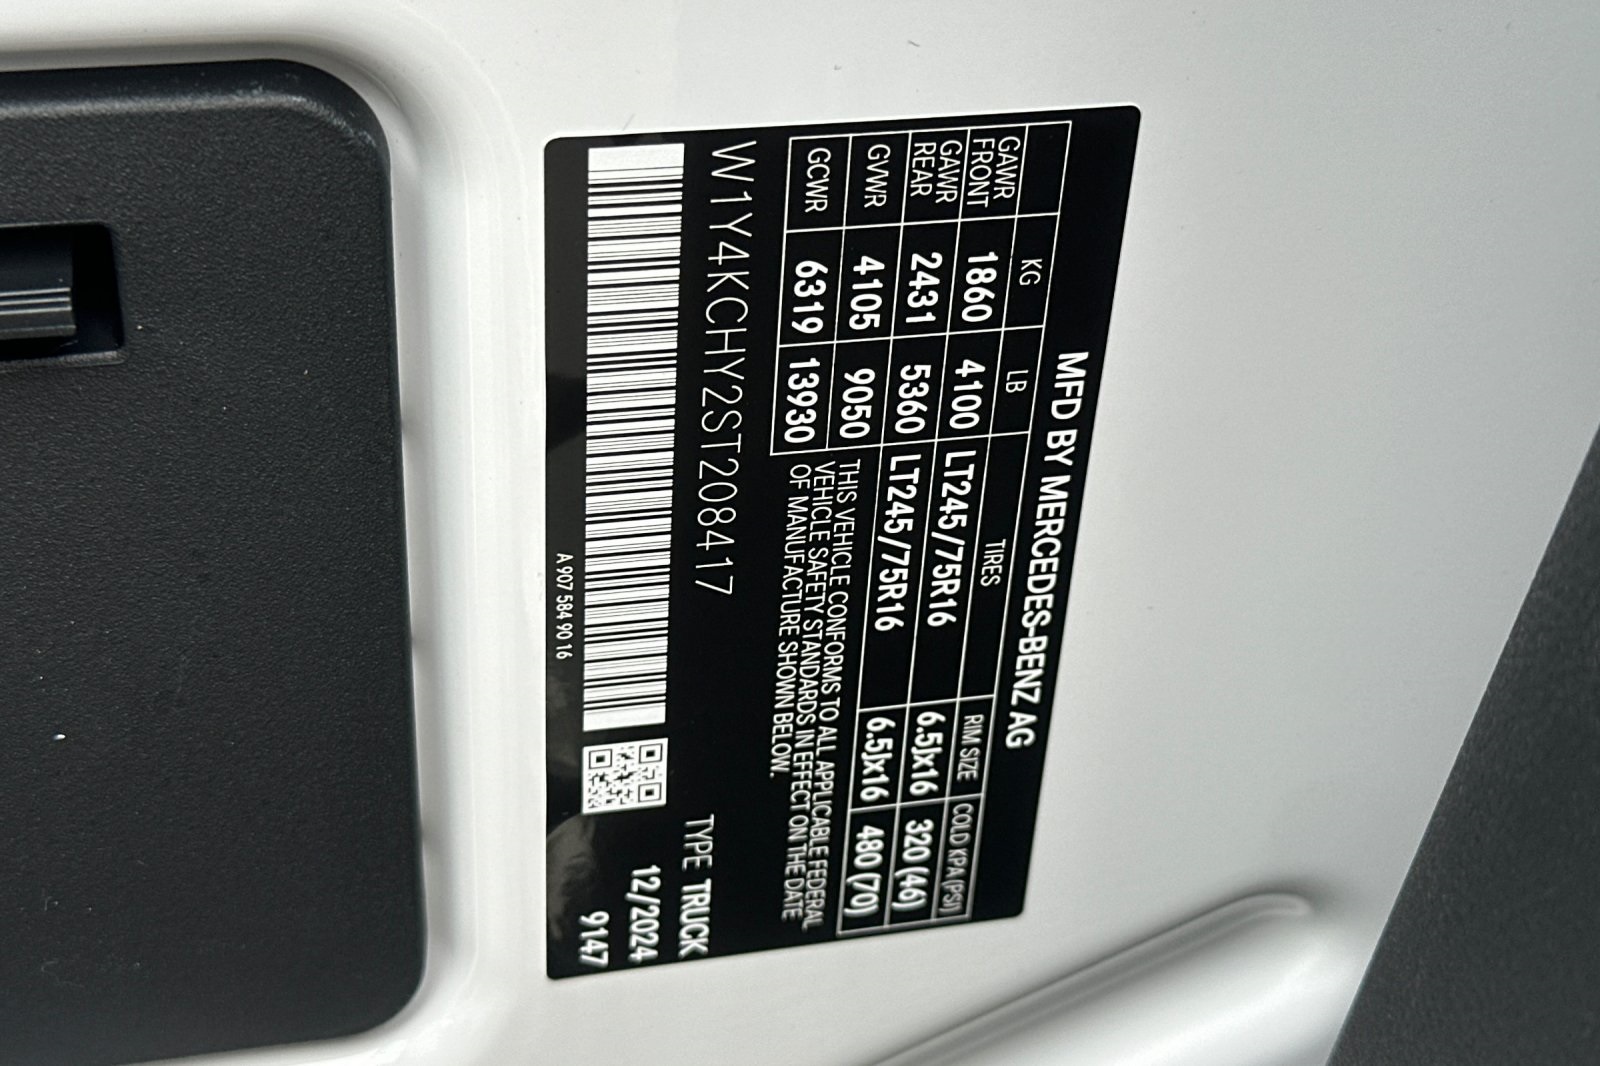 MFD BY MERCEDES-BENZ AG
KG LB TIRES RIM SIZE COLD KPA (PSI)
GAWR FRONT 1860 4100 LT245/75R16 6.5Jx16 320 (46)
GAWR REAR 2431 5360 LT245/75R16 6.5Jx16 480 (70)
GVWR 4105 9050
GCWR 6319 13930
THIS VEHICLE CONFORMS TO ALL APPLICABLE FEDERAL
VEHICLE SAFETY STANDARDS IN EFFECT ON THE DATE
OF MANUFACTURE SHOWN BELOW.
W1Y4KCHY2ST208417
TYPE TRUCK
12/2024
9147
A 907 584 90 16